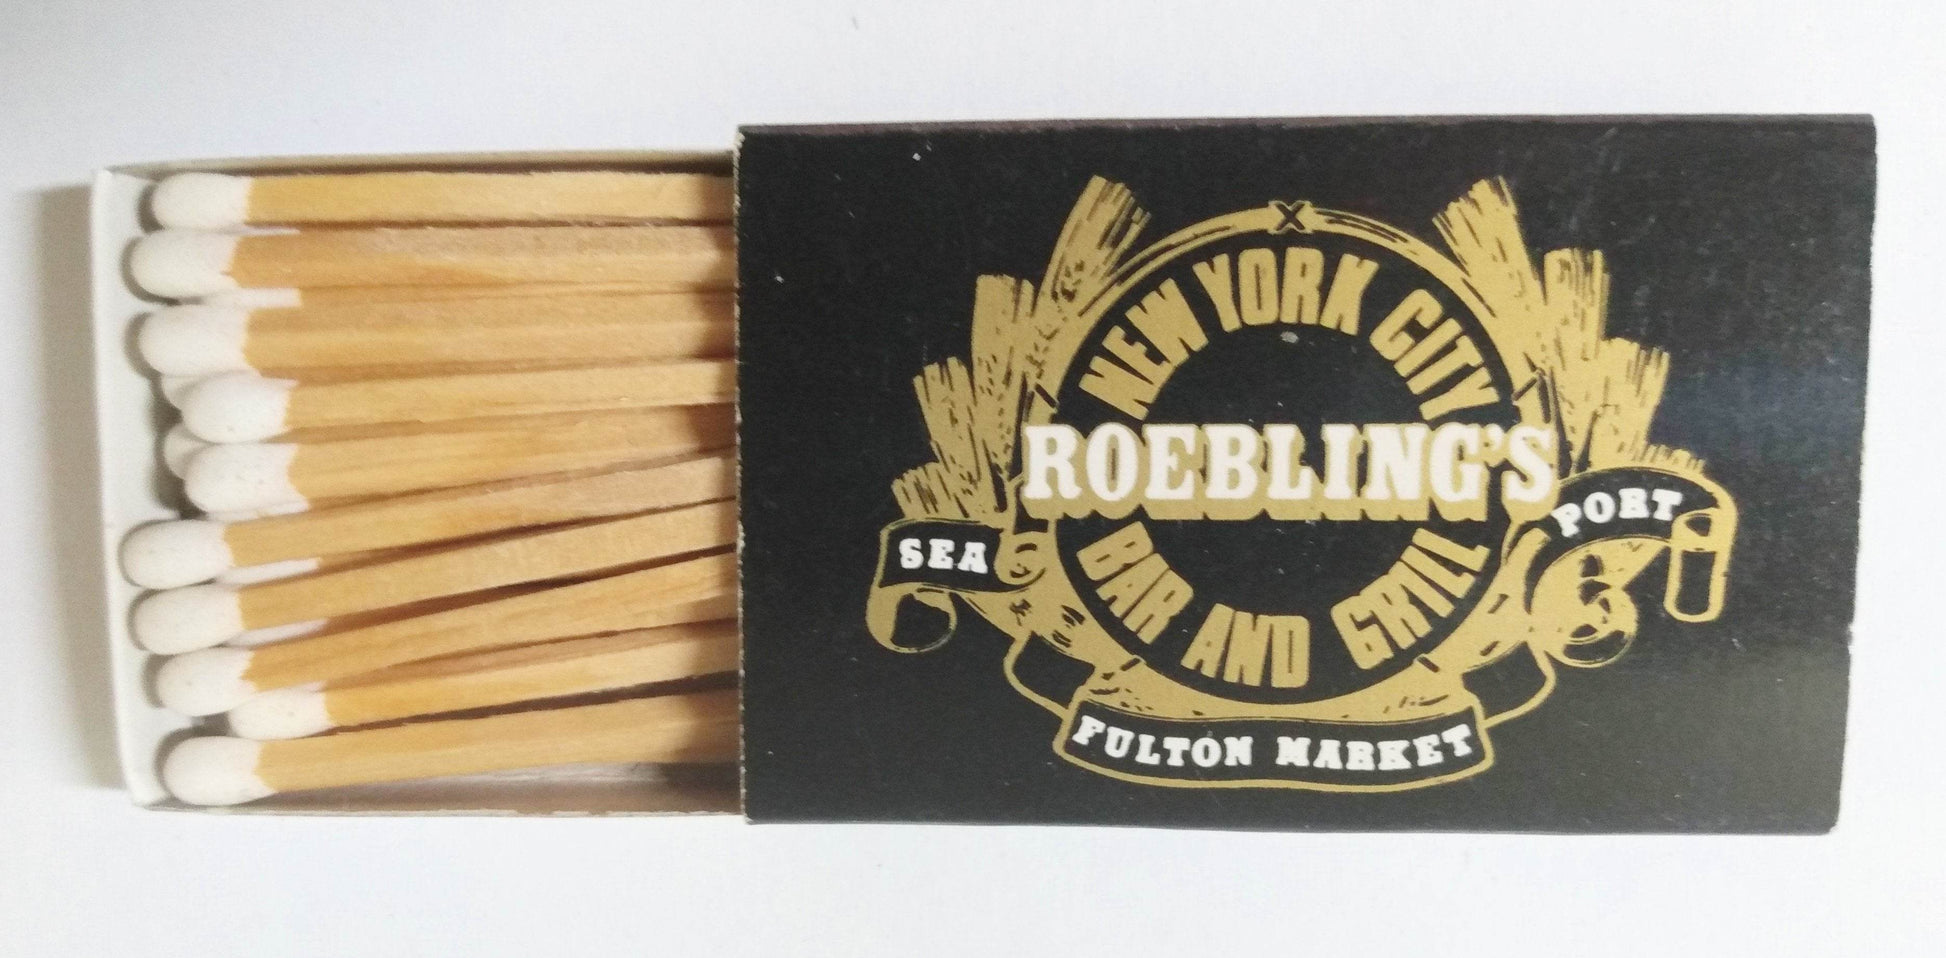 NEW YORK CITY
ROEBLING'S
BAR AND GRILL
SEA PORT
FULTON MARKET